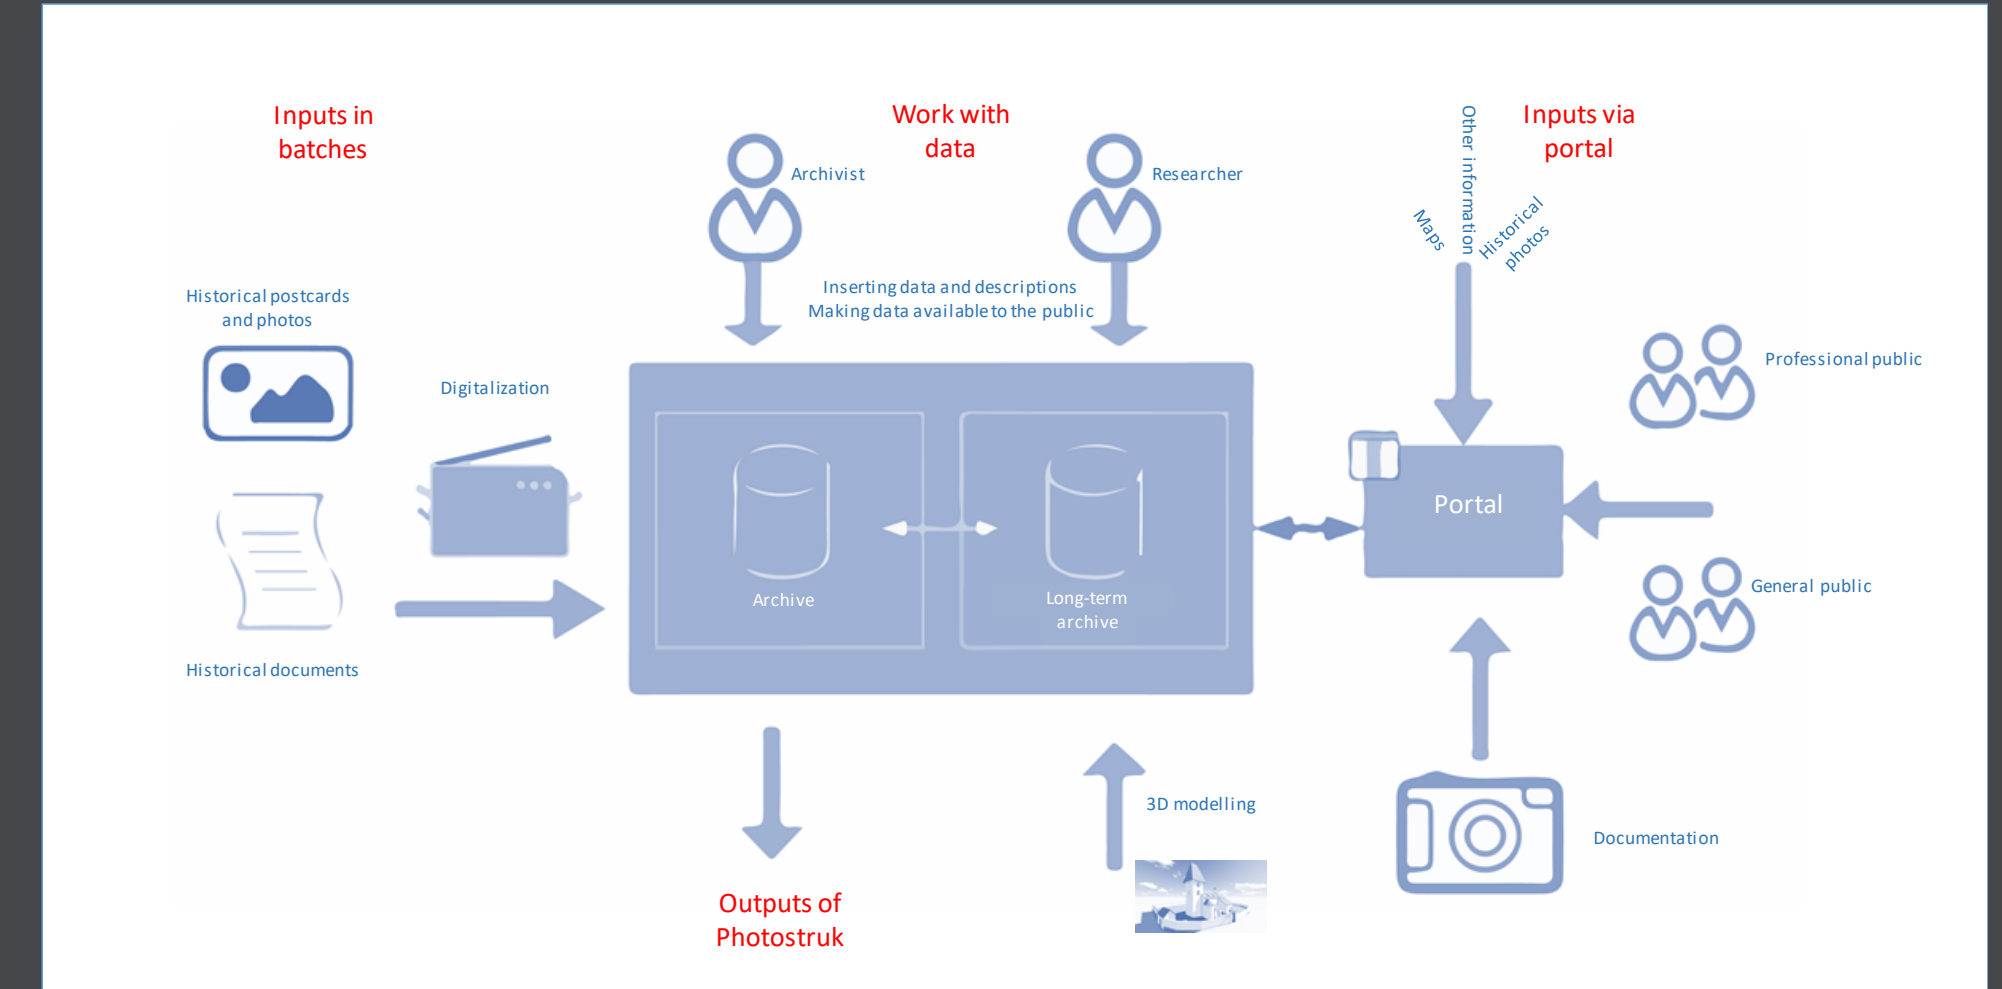 Inputs in
batches
Work with
data
Inputs via
portal
Archivist
Researcher
Other information
Maps
Historical
photos
Inserting data and descriptions
Making data available to the public
Historical postcards
and photos
Digitalization
Professional public
Portal
General public
Archive
Long-term
archive
Historical documents
3D modelling
Documentation
Outputs of
Photostruk